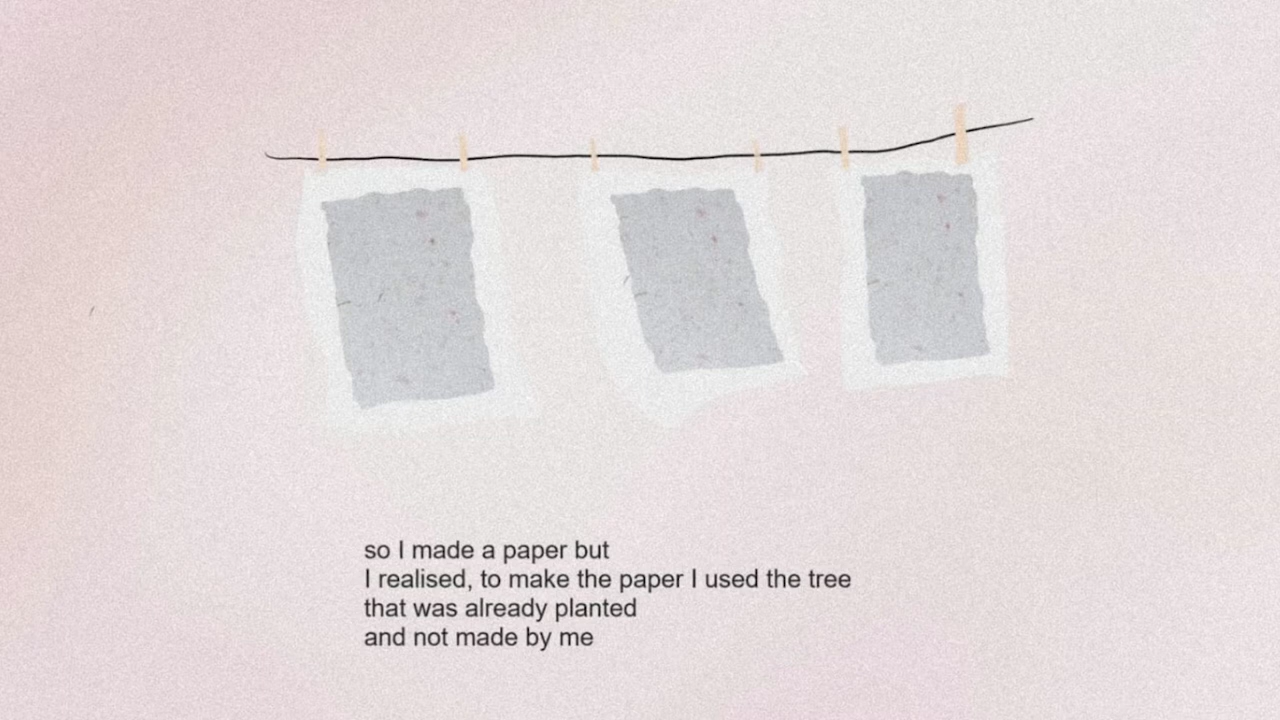 so I made a paper but
I realised, to make the paper I used the tree
that was already planted
and not made by me